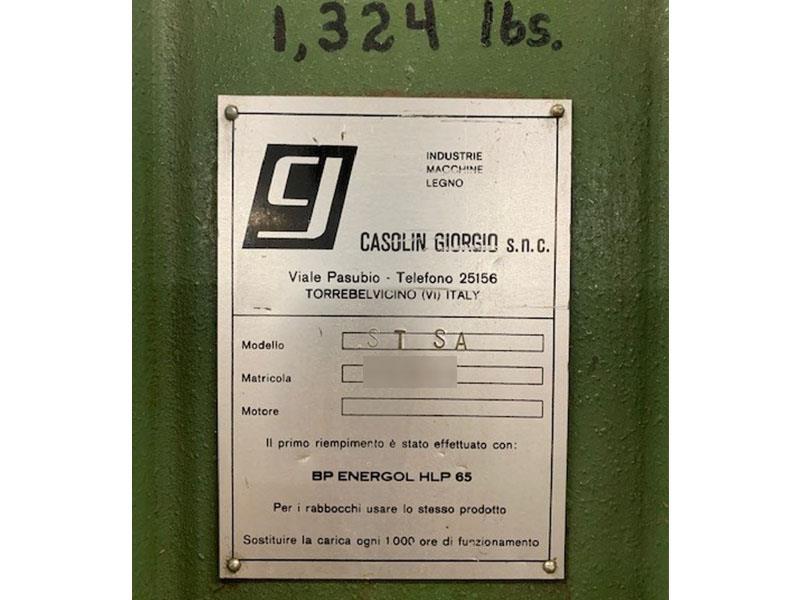 1,324 lbs.
INDUSTRIE
MACCHINE
LEGNO
CASOLIN GIORGIO s.n.c.
Viale Pasubio - Telefono 25156
TORREBELVICINO (VI) ITALY
Modello ST SA
Matricola
Motore
Il primo riempimento è stato effettuato con:
BP ENERGOL HLP 65
Per i rabbocchi usare lo stesso prodotto
Sostituire la carica ogni 1000 ore di funzionamento